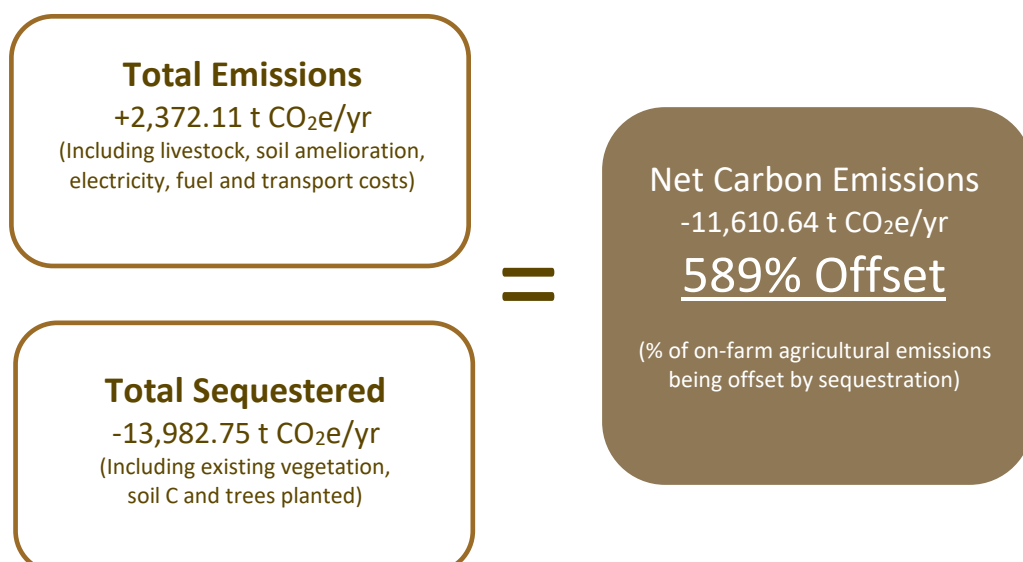 Total Emissions
+2,372.11 t CO₂e/yr
(Including livestock, soil amelioration,
electricity, fuel and transport costs)
Total Sequestered
-13,982.75 t CO₂e/yr
(Including existing vegetation,
soil C and trees planted)
=
Net Carbon Emissions
-11,610.64 t CO₂e/yr
589% Offset
(% of on-farm agricultural emissions
being offset by sequestration)